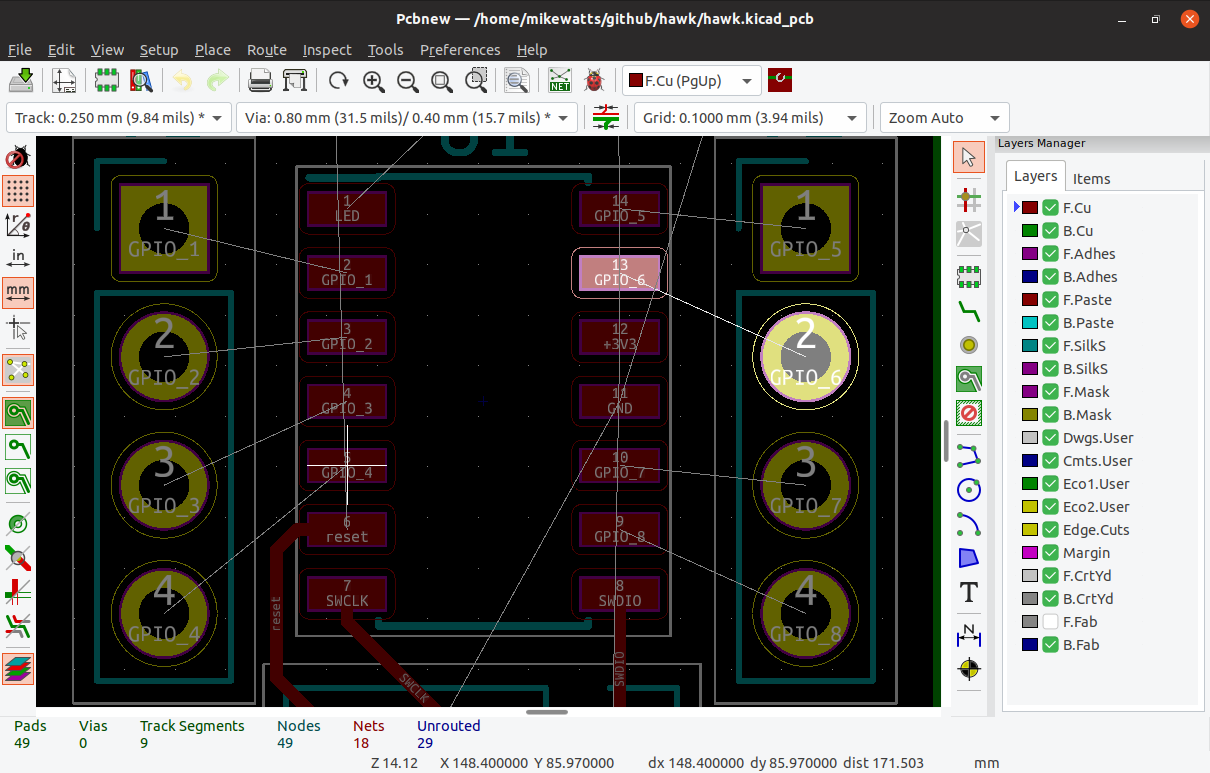 Pcbnew — /home/mikewatts/github/hawk/hawk.kicad_pcb
File Edit View Setup Place Route Inspect Tools Preferences Help
NET
F.Cu (PgUp)
Track: 0.250 mm (9.84 mils) * Via: 0.80 mm (31.5 mils)/ 0.40 mm (15.7 mils) * Grid: 0.1000 mm (3.94 mils) Zoom Auto
in
mm
T
N
1
GPIO_1
2
GPIO_2
3
GPIO_3
4
GPIO_4
1
LED
2
GPIO_1
3
GPIO_2
4
GPIO_3
5
GPIO_4
6
reset
7
SWCLK
14
GPIO_5
13
GPIO_6
12
+3V3
11
GND
10
GPIO_7
9
GPIO_8
8
SWDIO
reset
SWCLK
SWDIO
1
GPIO_5
2
GPIO_6
3
GPIO_7
4
GPIO_8
Layers Manager
Layers Items
F.Cu
B.Cu
F.Adhes
B.Adhes
F.Paste
B.Paste
F.SilkS
B.SilkS
F.Mask
B.Mask
Dwgs.User
Cmts.User
Eco1.User
Eco2.User
Edge.Cuts
Margin
F.CrtYd
B.CrtYd
F.Fab
B.Fab
Pads Vias Track Segments Nodes Nets Unrouted
49 0 9 49 18 29
Z 14.12 X 148.400000 Y 85.970000 dx 148.400000 dy 85.970000 dist 171.503 mm